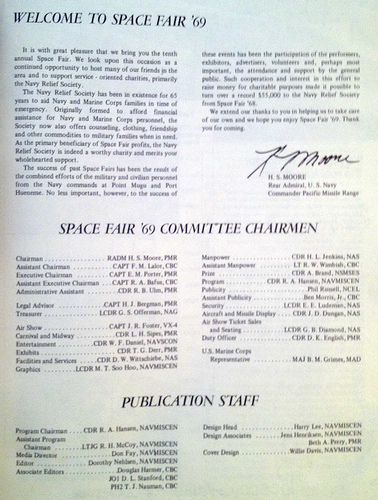 WELCOME TO SPACE FAIR '69
It is with great pleasure that we bring you the tenth
annual Space Fair. We look upon this occasion as a
continued opportunity to host many of our friends in the
area and to support service - oriented charities, primarily
the Navy Relief Society.
The Navy Relief Society has been in existence for 65
years to aid Navy and Marine Corps families in time of
emergency. Originally formed to afford financial
assistance for Navy and Marine Corps personnel, the
Society now also offers counseling, clothing, friendship
and other commodities to military families when in need.
As the primary beneficiary of Space Fair profits, the Navy
Relief Society is indeed a worthy charity and merits your
wholehearted support.
The success of past Space Fairs has been the result of
the combined efforts of the military and civilian personnel
from the Navy commands at Point Mugu and Port
Hueneme. No less important, however, to the success of
these events has been the participation of the performers,
exhibitors, advertisers, volunteers and, perhaps most
important, the attendance and support by the general
public. Such cooperation and interest in this effort to
raise money for charitable purposes made it possible to
turn over a record $35,000 to the Navy Relief Society
from Space Fair '68.
We extend our thanks to you in helping us to take care
of our own and we hope you enjoy Space Fair '69. Thank
you for coming.
H. S. MOORE
Rear Admiral, U. S. Navy
Commander Pacific Missile Range
SPACE FAIR '69 COMMITTEE CHAIRMEN
Chairman RADM H. S. Moore, PMR
Assistant Chairman CAPT F. M. Lalor, CBC
Executive Chairman CAPT E. M. Porter, PMR
Assistant Executive Chairman CAPT R. A. Bafus, CBC
Administrative Assistant CDR R. B. Ulm, PMR
Legal Advisor CAPT H. J. Bergman, PMR
Treasurer LCDR G. S. Offerman, NAG
Air Show CAPT J. R. Foster, VX-4
Carnival and Midway CDR L. H. Sipes, PMR
Entertainment CDR W. F. Daniel, NAVSCON
Exhibits CDR T. G. Derr, PMR
Facilities and Services CDR D. W. Wittschiebe, NAS
Graphics LCDR M. T. Soo Hoo, NAVMISCEN
Manpower CDR H. L. Jenkins, NAS
Assistant Manpower LT R. W. Wimbish, CBC
Prize CDR A. Brand, NSMSES
Program CDR R. A. Hansen, NAVMISCEN
Publicity Phil Russell, NCEL
Assistant Publicity Ben Morris, Jr., CBC
Security LCDR E. E. Ludeman, NAS
Aircraft and Missile Display CDR J. D. Dungan, NAS
Air Show Ticket Sales
and Seating LCDR G. B. Diamond, NAS
Duty Officer CDR D. K. English, PMR
U.S. Marine Corps
Representative MAJ B. M. Grimes, MAD
PUBLICATION STAFF
Program Chairman CDR R. A. Hansen, NAVMISCEN
Assistant Program
Chairman LTJG R. H. McCoy, NAVMISCEN
Media Director Don Fay, NAVMISCEN
Editor Dorothy Nehlsen, NAVMISCEN
Associate Editors Douglas Harmer, CBC
JO1 D. L. Stanford, CBC
PH2 T. J. Nauman, CBC
Design Head Harry Lee, NAVMISCEN
Design Associates Jens Henriksen, NAVMISCEN
Beth A. Perry, PMR
Cover Design Willie Davis, NAVMISCEN